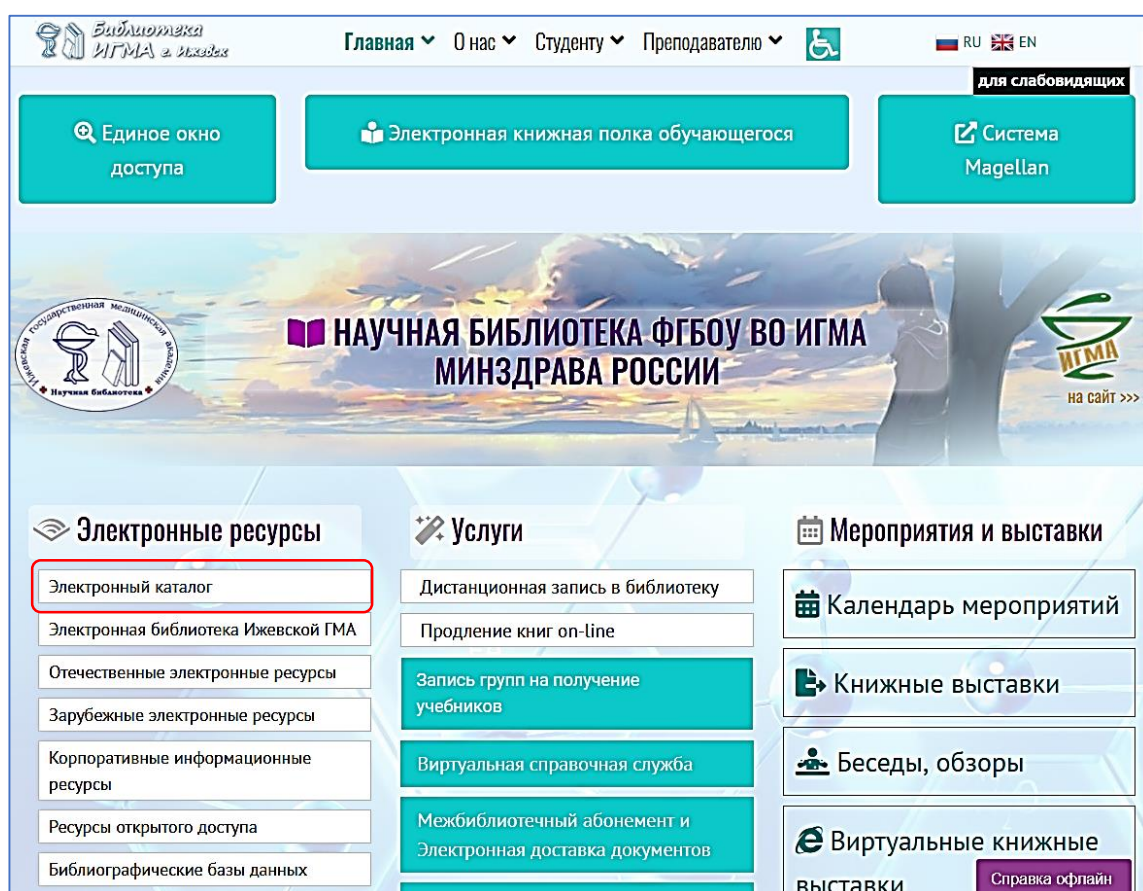 Библиотека
ИГМА г. Ижевск
Главная О нас Студенту Преподавателю RU EN
для слабовидящих
Единое окно
доступа
Электронная книжная полка обучающегося
Система
Magellan
Ижевская государственная медицинская академия
Научная библиотека
НАУЧНАЯ БИБЛИОТЕКА ФГБОУ ВО ИГМА
МИНЗДРАВА РОССИИ
ИГМА
на сайт >>>
Электронные ресурсы
Электронный каталог
Электронная библиотека Ижевской ГМА
Отечественные электронные ресурсы
Зарубежные электронные ресурсы
Корпоративные информационные
ресурсы
Ресурсы открытого доступа
Библиографические базы данных
Услуги
Дистанционная запись в библиотеку
Продление книг on-line
Запись групп на получение
учебников
Виртуальная справочная служба
Межбиблиотечный абонемент и
Электронная доставка документов
Мероприятия и выставки
Календарь мероприятий
Книжные выставки
Беседы, обзоры
Виртуальные книжные
выставки
Справка офлайн